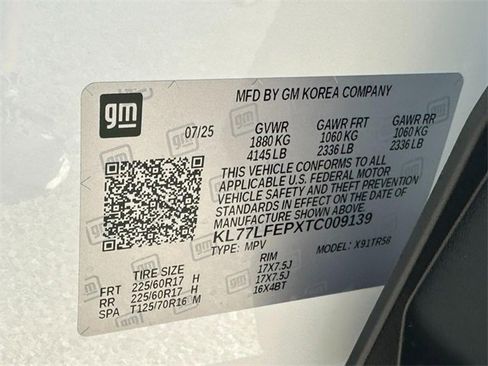 gm
MFD BY GM KOREA COMPANY
07/25 GVWR GAWR FRT GAWR RR
1880 KG 1060 KG 1060 KG
4145 LB 2336 LB 2336 LB
THIS VEHICLE CONFORMS TO ALL
APPLICABLE U.S. FEDERAL MOTOR
VEHICLE SAFETY AND THEFT PREVENTION
STANDARDS IN EFFECT ON THE DATE OF
MANUFACTURE SHOWN ABOVE.
KL77LFEPXTC009139
TYPE: MPV MODEL: X91TR58
TIRE SIZE RIM
FRT 225/60R17 H 17X7.5J
RR 225/60R17 H 17X7.5J
SPA T125/70R16 M 16X4BT